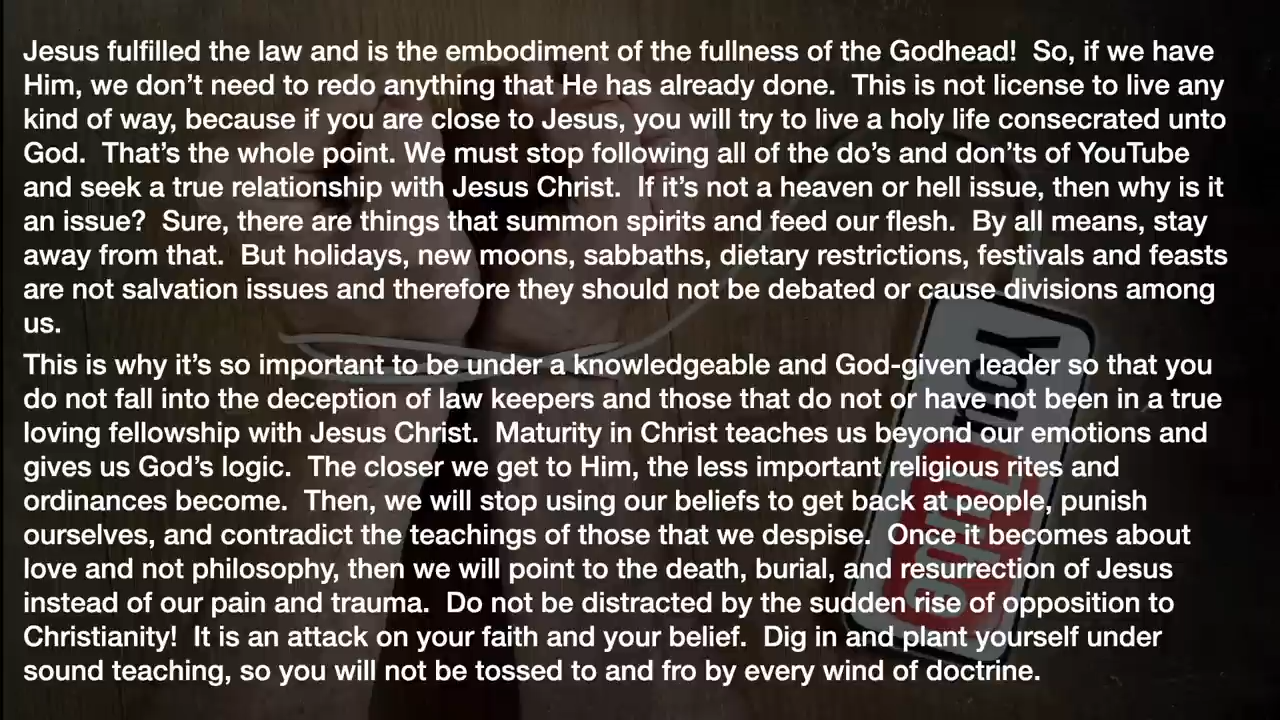 Jesus fulfilled the law and is the embodiment of the fullness of the Godhead!  So, if we have
Him, we don't need to redo anything that He has already done.  This is not license to live any
kind of way, because if you are close to Jesus, you will try to live a holy life consecrated unto
God.  That's the whole point. We must stop following all of the do's and don'ts of YouTube
and seek a true relationship with Jesus Christ.  If it's not a heaven or hell issue, then why is it
an issue?  Sure, there are things that summon spirits and feed our flesh.  By all means, stay
away from that.  But holidays, new moons, sabbaths, dietary restrictions, festivals and feasts
are not salvation issues and therefore they should not be debated or cause divisions among
us.
This is why it's so important to be under a knowledgeable and God-given leader so that you
do not fall into the deception of law keepers and those that do not or have not been in a true
loving fellowship with Jesus Christ.  Maturity in Christ teaches us beyond our emotions and
gives us God's logic.  The closer we get to Him, the less important religious rites and
ordinances become.  Then, we will stop using our beliefs to get back at people, punish
ourselves, and contradict the teachings of those that we despise.  Once it becomes about
love and not philosophy, then we will point to the death, burial, and resurrection of Jesus
instead of our pain and trauma.  Do not be distracted by the sudden rise of opposition to
Christianity!  It is an attack on your faith and your belief.  Dig in and plant yourself under
sound teaching, so you will not be tossed to and fro by every wind of doctrine.
You
Tube